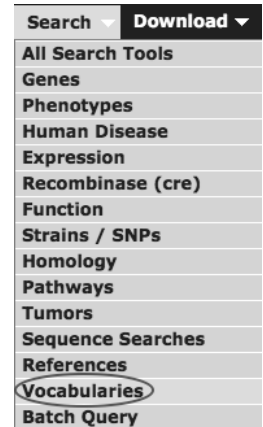 Search Download
All Search Tools
Genes
Phenotypes
Human Disease
Expression
Recombinase (cre)
Function
Strains / SNPs
Homology
Pathways
Tumors
Sequence Searches
References
Vocabularies
Batch Query